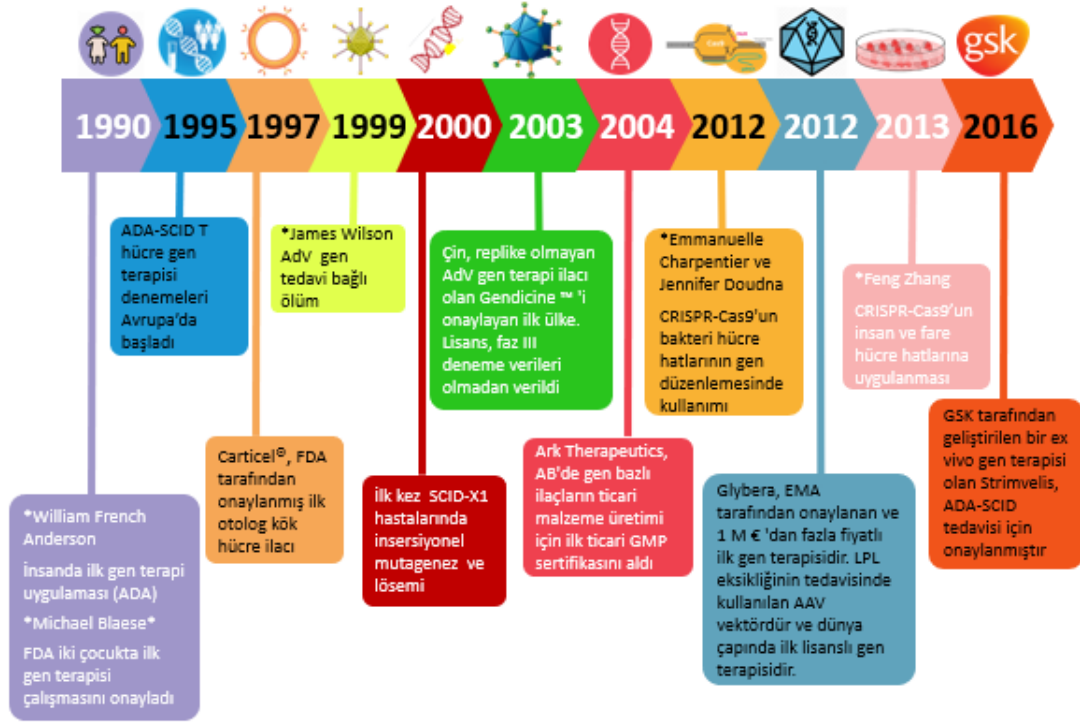 gsk
Cas9
1990
1995
1997
1999
2000
2003
2004
2012
2012
2013
2016
*William French
Anderson
İnsanda ilk gen terapi
uygulaması (ADA)
*Michael Blaese*
FDA iki çocukta ilk
gen terapisi
çalışmasını onayladı
ADA-SCID T
hücre gen
terapisi
denemeleri
Avrupa’da
başladı
Carticel®, FDA
tarafından
onaylanmış ilk
otolog kök
hücre ilacı
*James Wilson
AdV gen
tedavi bağlı
ölüm
İlk kez SCID-X1
hastalarında
insersiyonel
mutagenez ve
lösemi
Çin, replike olmayan
AdV gen terapi ilacı
olan Gendicine ™ 'i
onaylayan ilk ülke.
Lisans, faz III
deneme verileri
olmadan verildi
Ark Therapeutics,
AB'de gen bazlı
ilaçların ticari
malzeme üretimi
için ilk ticari GMP
sertifikasını aldı
*Emmanuelle
Charpentier ve
Jennifer Doudna
CRISPR-Cas9'un
bakteri hücre
hatlarının gen
düzenlemesinde
kullanımı
Glybera, EMA
tarafından onaylanan ve
1 M € 'dan fazla fiyatlı
ilk gen terapisidir. LPL
eksikliğinin tedavisinde
kullanılan AAV
vektördür ve dünya
çapında ilk lisanslı gen
terapisidir.
*Feng Zhang
CRISPR-Cas9’un
insan ve fare
hücre hatlarına
uygulanması
GSK tarafından
geliştirilen bir ex
vivo gen terapisi
olan Strimvelis,
ADA-SCID
tedavisi için
onaylanmıştır